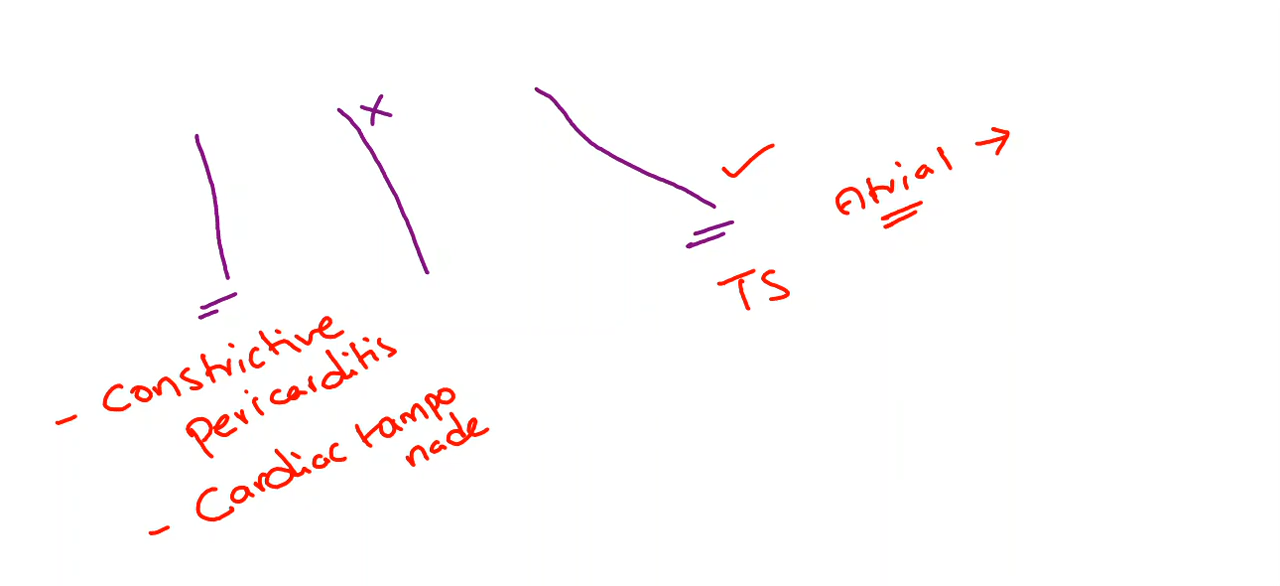 - Constrictive
Pericarditis
- Cardiac tampo
nade
TS
Atrial →